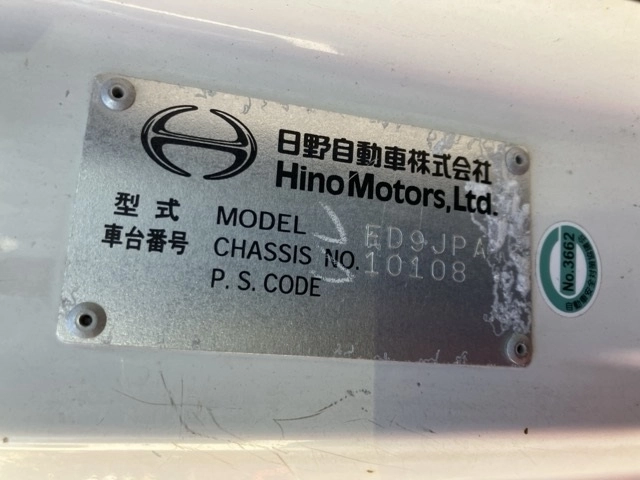 日野自動車株式会社
Hino Motors, Ltd.
型式 MODEL ED9JPA
車台番号 CHASSIS NO. 10108
P. S. CODE
No.3662